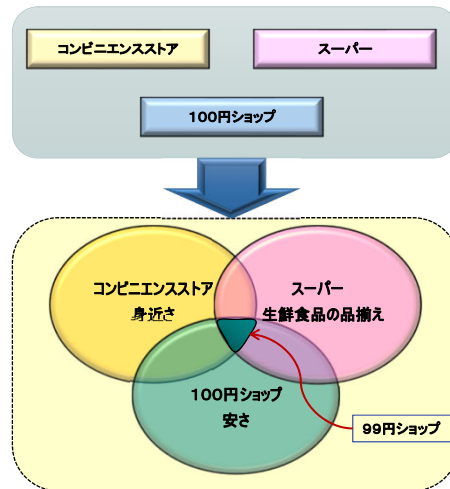 コンビニエンスストア
スーパー
100円ショップ
コンビニエンスストア
身近さ
スーパー
生鮮食品の品揃え
100円ショップ
安さ
99円ショップ